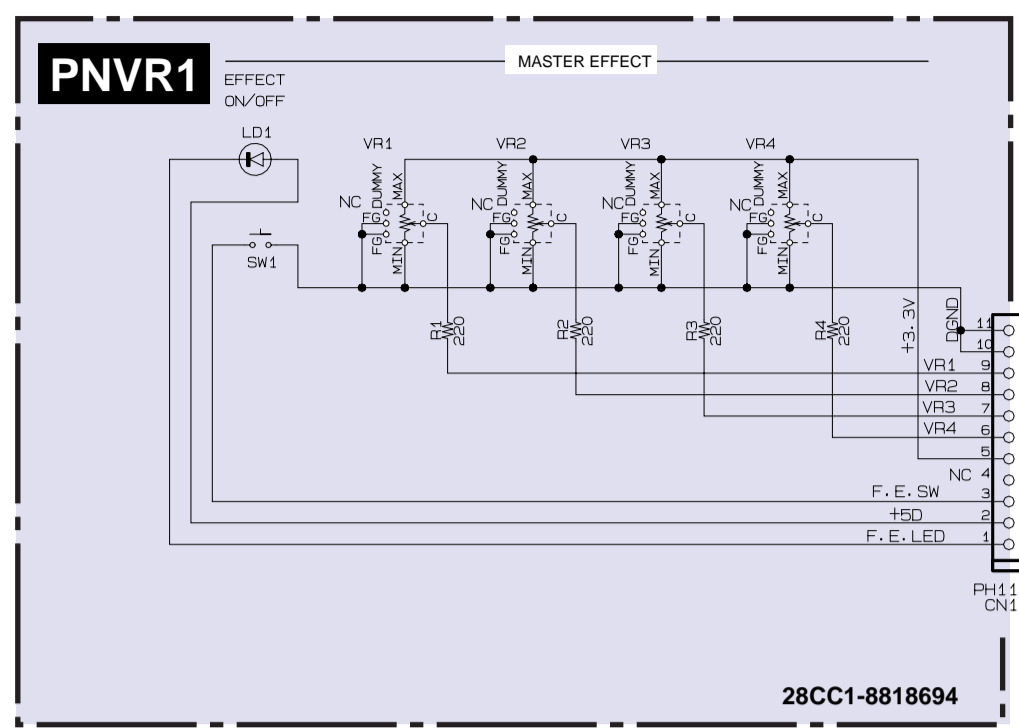 PNVR1
MASTER EFFECT
EFFECT
ON/OFF
LD1
VR1
VR2
VR3
VR4
DUMMY
MAX
NC
FG
FG
C
MIN
DUMMY
MAX
NC
FG
FG
C
MIN
DUMMY
MAX
NC
FG
FG
C
MIN
DUMMY
MAX
NC
FG
FG
C
MIN
SW1
R1
220
R2
220
R3
220
R4
220
+3.3V
DGND
11
10
VR1 9
VR2 8
VR3 7
VR4 6
5
NC 4
F.E.SW 3
+5D 2
F.E.LED 1
PH11
CN1
28CC1-8818694